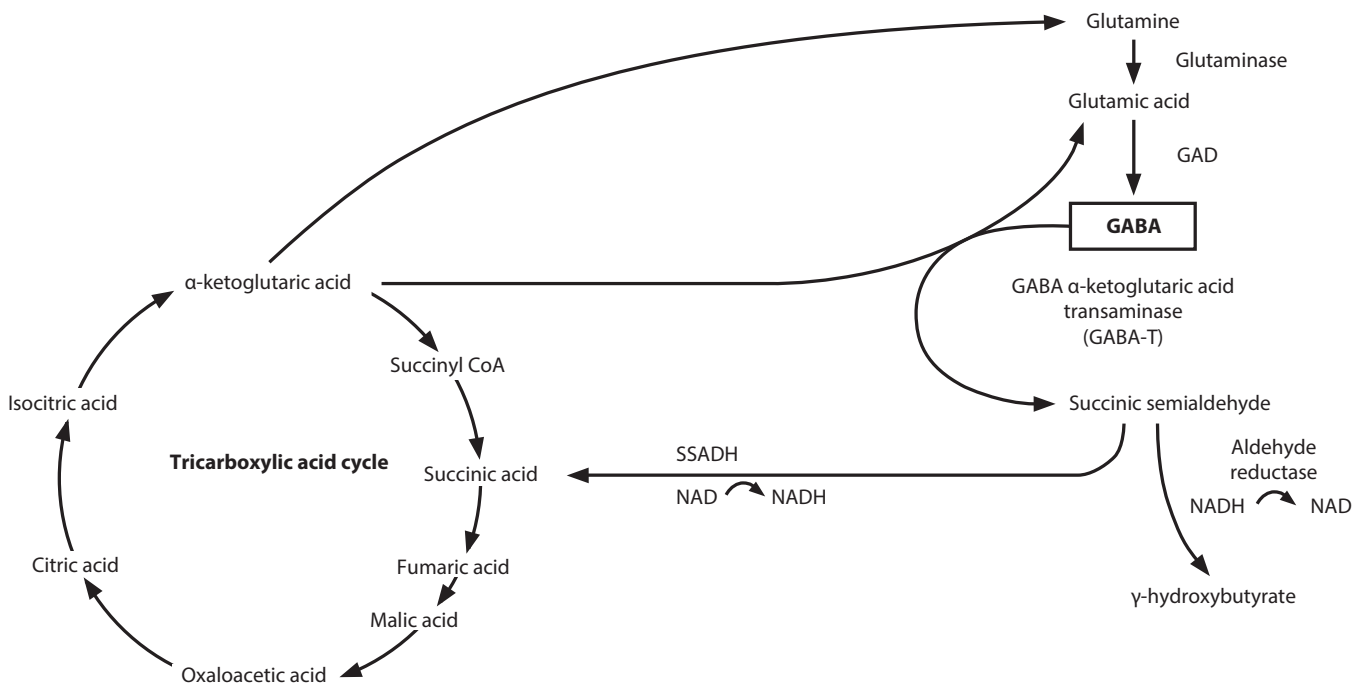 Glutamine
Glutaminase
Glutamic acid
GAD
GABA
α-ketoglutaric acid
GABA α-ketoglutaric acid
transaminase
(GABA-T)
Succinyl CoA
Isocitric acid
Succinic semialdehyde
Tricarboxylic acid cycle
SSADH
Aldehyde
reductase
Succinic acid
NAD NADH
NADH NAD
Citric acid
Fumaric acid
γ-hydroxybutyrate
Malic acid
Oxaloacetic acid